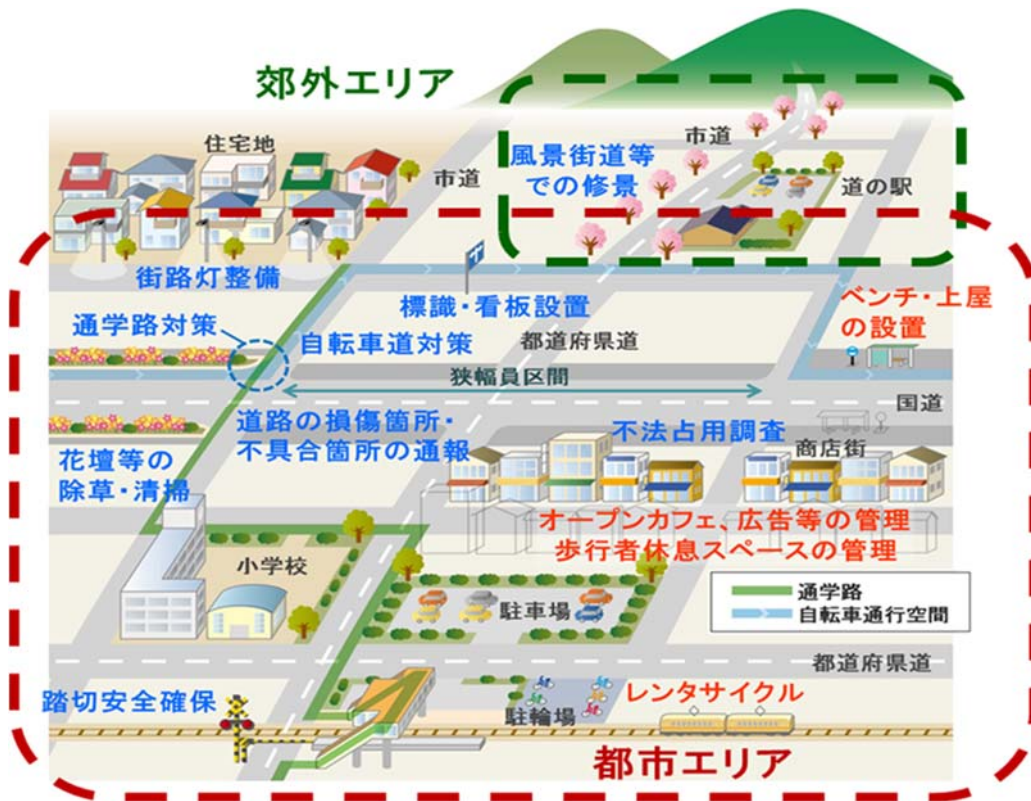 郊外エリア
住宅地
市道
市道
風景街道等
での修景
道の駅
街路灯整備
標識・看板設置
ベンチ・上屋
の設置
通学路対策
自転車道対策
都道府県道
狭幅員区間
国道
道路の損傷箇所・
不具合箇所の通報
不法占用調査
商店街
花壇等の
除草・清掃
オープンカフェ、広告等の管理
歩行者休息スペースの管理
小学校
駐車場
通学路
自転車通行空間
都道府県道
踏切安全確保
駐輪場
レンタサイクル
都市エリア